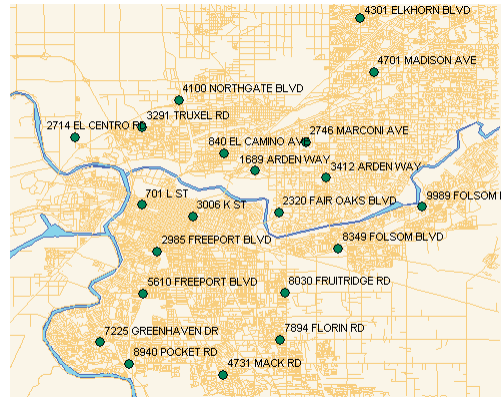 4301 ELKHORN BLVD
4701 MADISON AVE
4100 NORTHGATE BLVD
3291 TRUXEL RD
2714 EL CENTRO RD
2746 MARCONI AVE
840 EL CAMINO AVE
1689 ARDEN WAY
3412 ARDEN WAY
701 L ST
3006 K ST
2320 FAIR OAKS BLVD
9989 FOLSOM B
2985 FREEPORT BLVD
8349 FOLSOM BLVD
5610 FREEPORT BLVD
8030 FRUITRIDGE RD
7225 GREENHAVEN DR
7894 FLORIN RD
8940 POCKET RD
4731 MACK RD